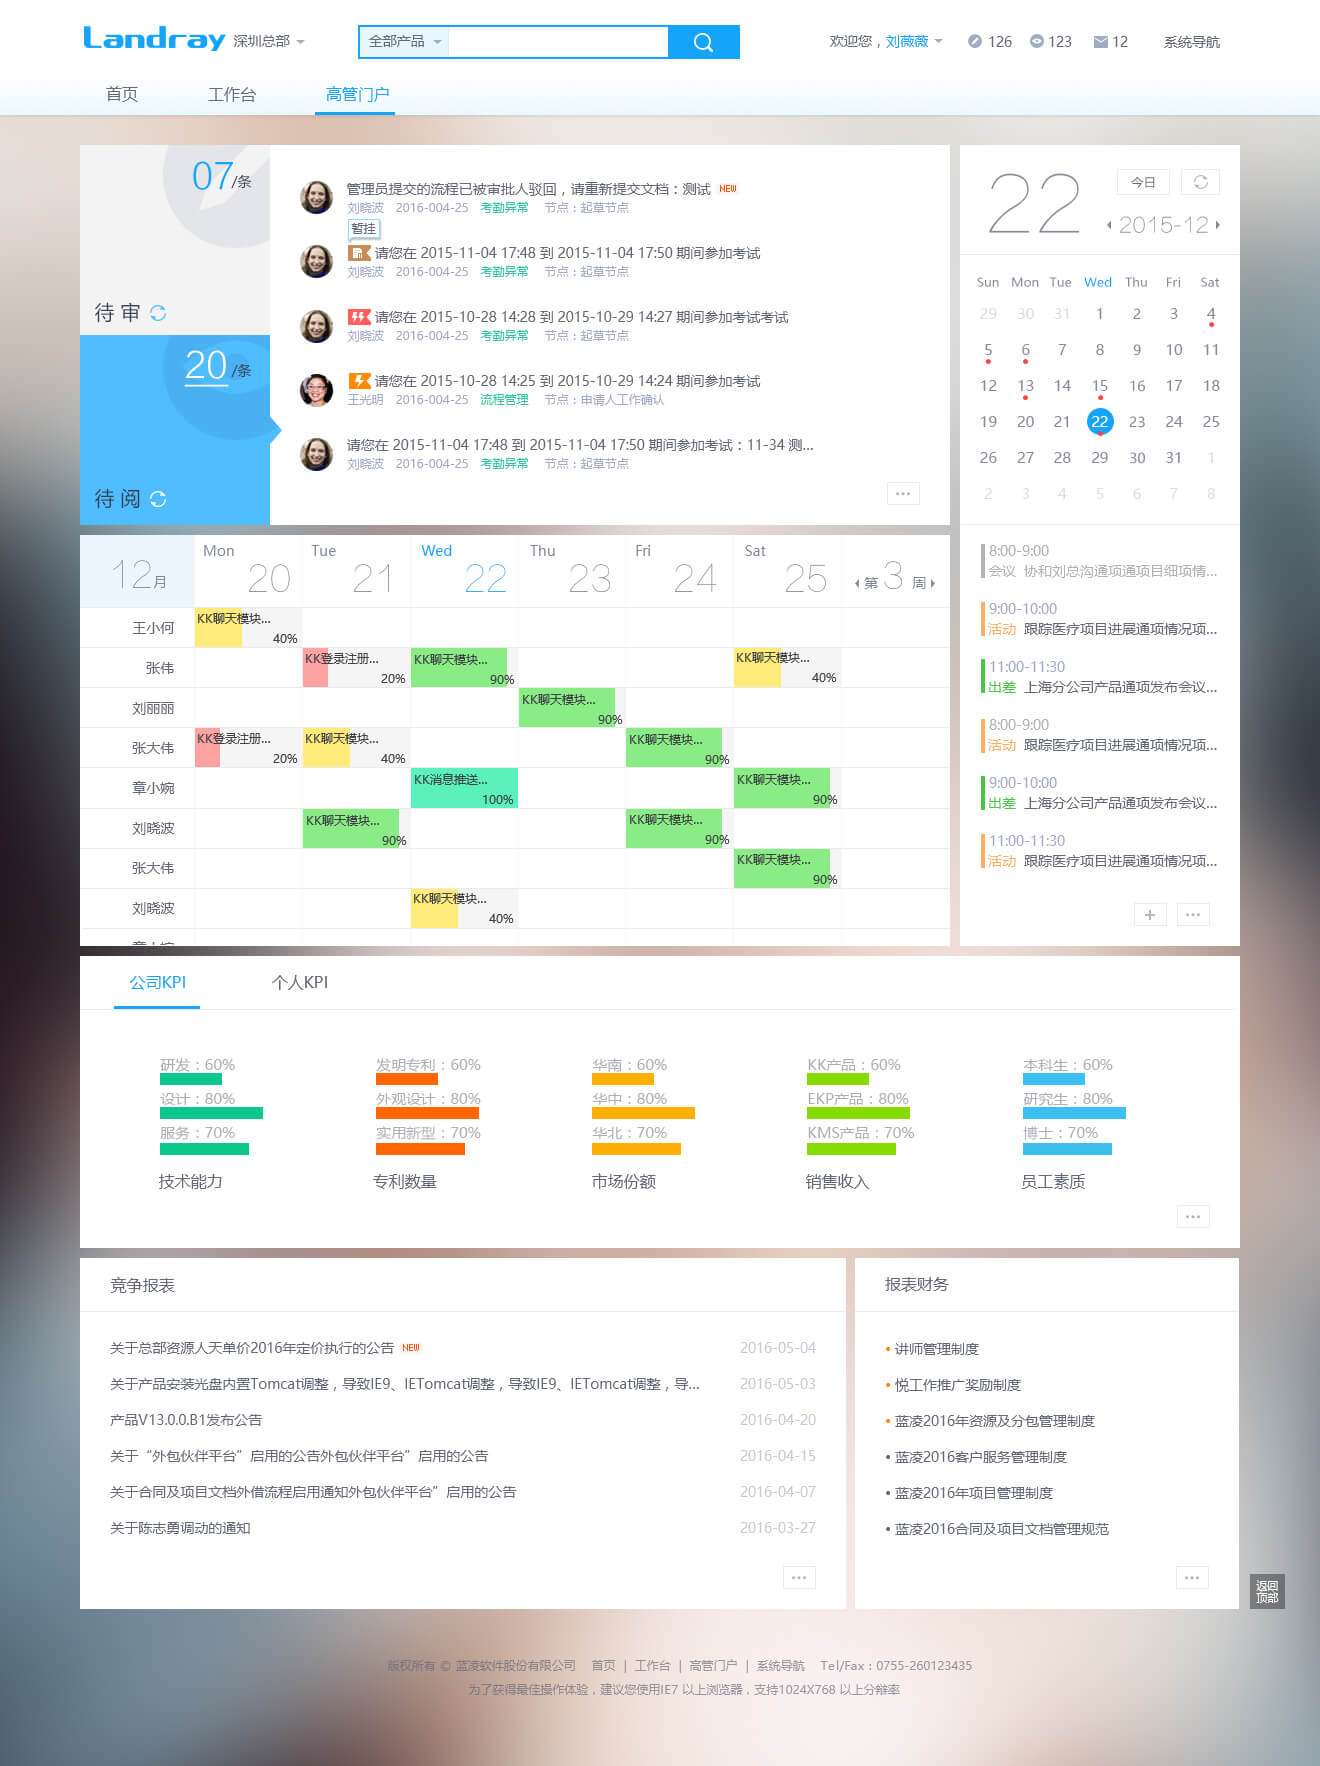 Landray 深圳总部
全部产品
欢迎您，刘薇薇 126 123 12 系统导航
首页 工作台 高管门户
07/条
待 审
20/条
待 阅
管理员提交的流程已被审批人驳回，请重新提交文档：测试 NEW
刘晓波 2016-004-25 考勤异常 节点：起草节点
暂挂
请您在 2015-11-04 17:48 到 2015-11-04 17:50 期间参加考试
刘晓波 2016-004-25 考勤异常 节点：起草节点
请您在 2015-10-28 14:28 到 2015-10-29 14:27 期间参加考试考试
刘晓波 2016-004-25 考勤异常 节点：起草节点
请您在 2015-10-28 14:25 到 2015-10-29 14:24 期间参加考试
王光明 2016-004-25 流程管理 节点：申请人工作确认
请您在 2015-11-04 17:48 到 2015-11-04 17:50 期间参加考试：11-34 测...
刘晓波 2016-004-25 考勤异常 节点：起草节点
22
今日
2015-12
Sun Mon Tue Wed Thu Fri Sat
29 30 31 1 2 3 4
5 6 7 8 9 10 11
12 13 14 15 16 17 18
19 20 21 22 23 24 25
26 27 28 29 30 31 1
2 3 4 5 6 7 8
8:00-9:00
会议 协和刘总沟通项通项目细项情...
9:00-10:00
活动 跟踪医疗项目进展通项情况项...
11:00-11:30
出差 上海分公司产品通项发布会议...
8:00-9:00
活动 跟踪医疗项目进展通项情况项...
9:00-10:00
出差 上海分公司产品通项发布会议...
11:00-11:30
活动 跟踪医疗项目进展通项情况项...
12月 Mon 20 Tue 21 Wed 22 Thu 23 Fri 24 Sat 25 第 3 周
王小何 KK聊天模块... 40%
张伟 KK登录注册... 20% KK聊天模块... 90% KK聊天模块... 40%
刘丽丽 KK聊天模块... 90%
张大伟 KK登录注册... 20% KK聊天模块... 40% KK聊天模块... 90%
章小婉 KK消息推送... 100% KK聊天模块... 90%
刘晓波 KK聊天模块... 90% KK聊天模块... 90%
张大伟 KK聊天模块... 90%
刘晓波 KK聊天模块... 40%
公司KPI 个人KPI
研发：60% 发明专利：60% 华南：60% KK产品：60% 本科生：60%
设计：80% 外观设计：80% 华中：80% EKP产品：80% 研究生：80%
服务：70% 实用新型：70% 华北：70% KMS产品：70% 博士：70%
技术能力 专利数量 市场份额 销售收入 员工素质
竞争报表
关于总部资源人天单价2016年定价执行的公告 NEW 2016-05-04
关于产品安装光盘内置Tomcat调整，导致IE9、IETomcat调整，导致IE9、IETomcat调整，导... 2016-05-03
产品V13.0.0.B1发布公告 2016-04-20
关于“外包伙伴平台”启用的公告外包伙伴平台”启用的公告 2016-04-15
关于合同及项目文档外借流程启用通知外包伙伴平台”启用的公告 2016-04-07
关于陈志勇调动的通知 2016-03-27
报表财务
讲师管理制度
悦工作推广奖励制度
蓝凌2016年资源及分包管理制度
蓝凌2016客户服务管理制度
蓝凌2016年项目管理制度
蓝凌2016合同及项目文档管理规范
返回
顶部
版权所有 © 蓝凌软件股份有限公司 首页 | 工作台 | 高管门户 | 系统导航 Tel/Fax：0755-260123435
为了获得最佳操作体验，建议您使用IE7 以上浏览器，支持1024X768 以上分辩率